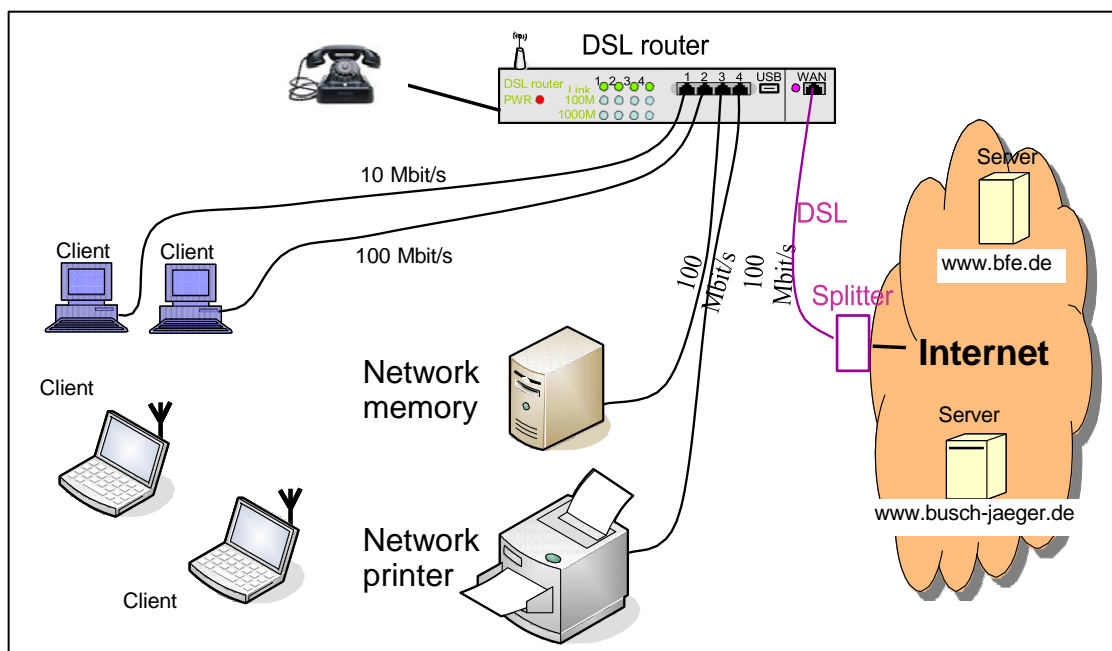 DSL router
DSL router
PWR
1 2 3 4
Link
100M
1000M
1 2 3 4
USB
WAN
10 Mbit/s
100 Mbit/s
100
Mbit/s
100
Mbit/s
DSL
Splitter
Server
www.bfe.de
Internet
Server
www.busch-jaeger.de
Client
Client
Client
Client
Network
memory
Network
printer